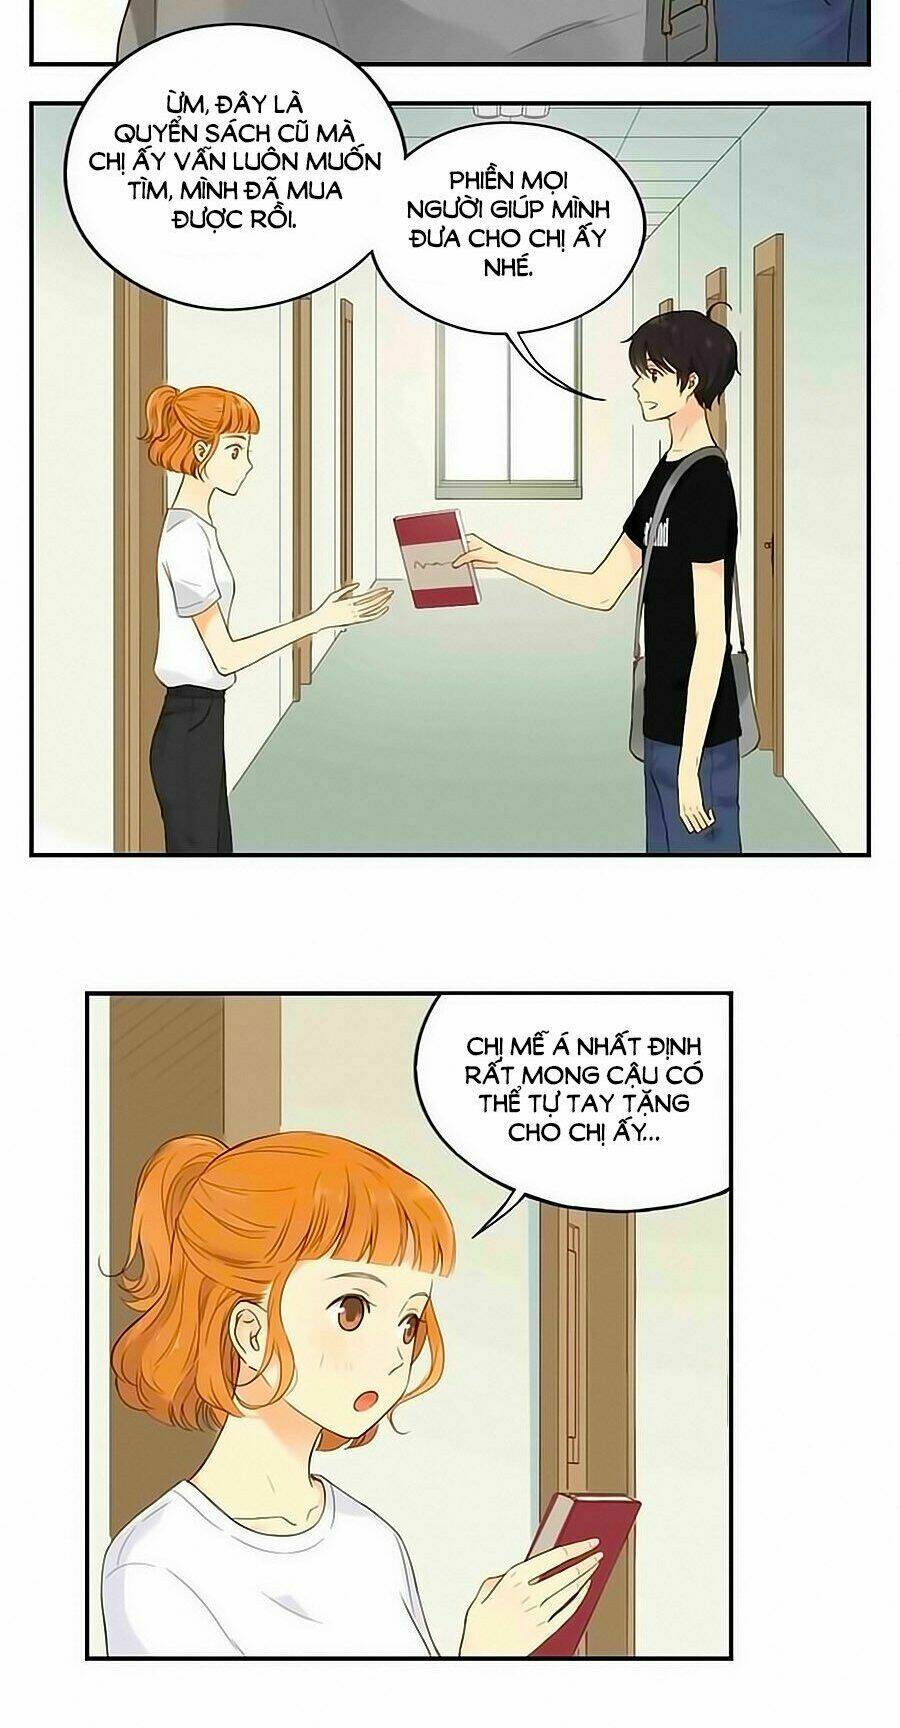 ỪM, ĐÂY LÀ
QUYỂN SÁCH CŨ MÀ
CHỊ ẤY VẪN LUÔN MUỐN
TÌM, MÌNH ĐÃ MUA
ĐƯỢC RỒI.
PHIỀN MỌI
NGƯỜI GIÚP MÌNH
ĐƯA CHO CHỊ ẤY
NHÉ.
CHỊ MỄ Á NHẤT ĐỊNH
RẤT MONG CẬU CÓ
THỂ TỰ TAY TẶNG
CHO CHỊ ẤY...